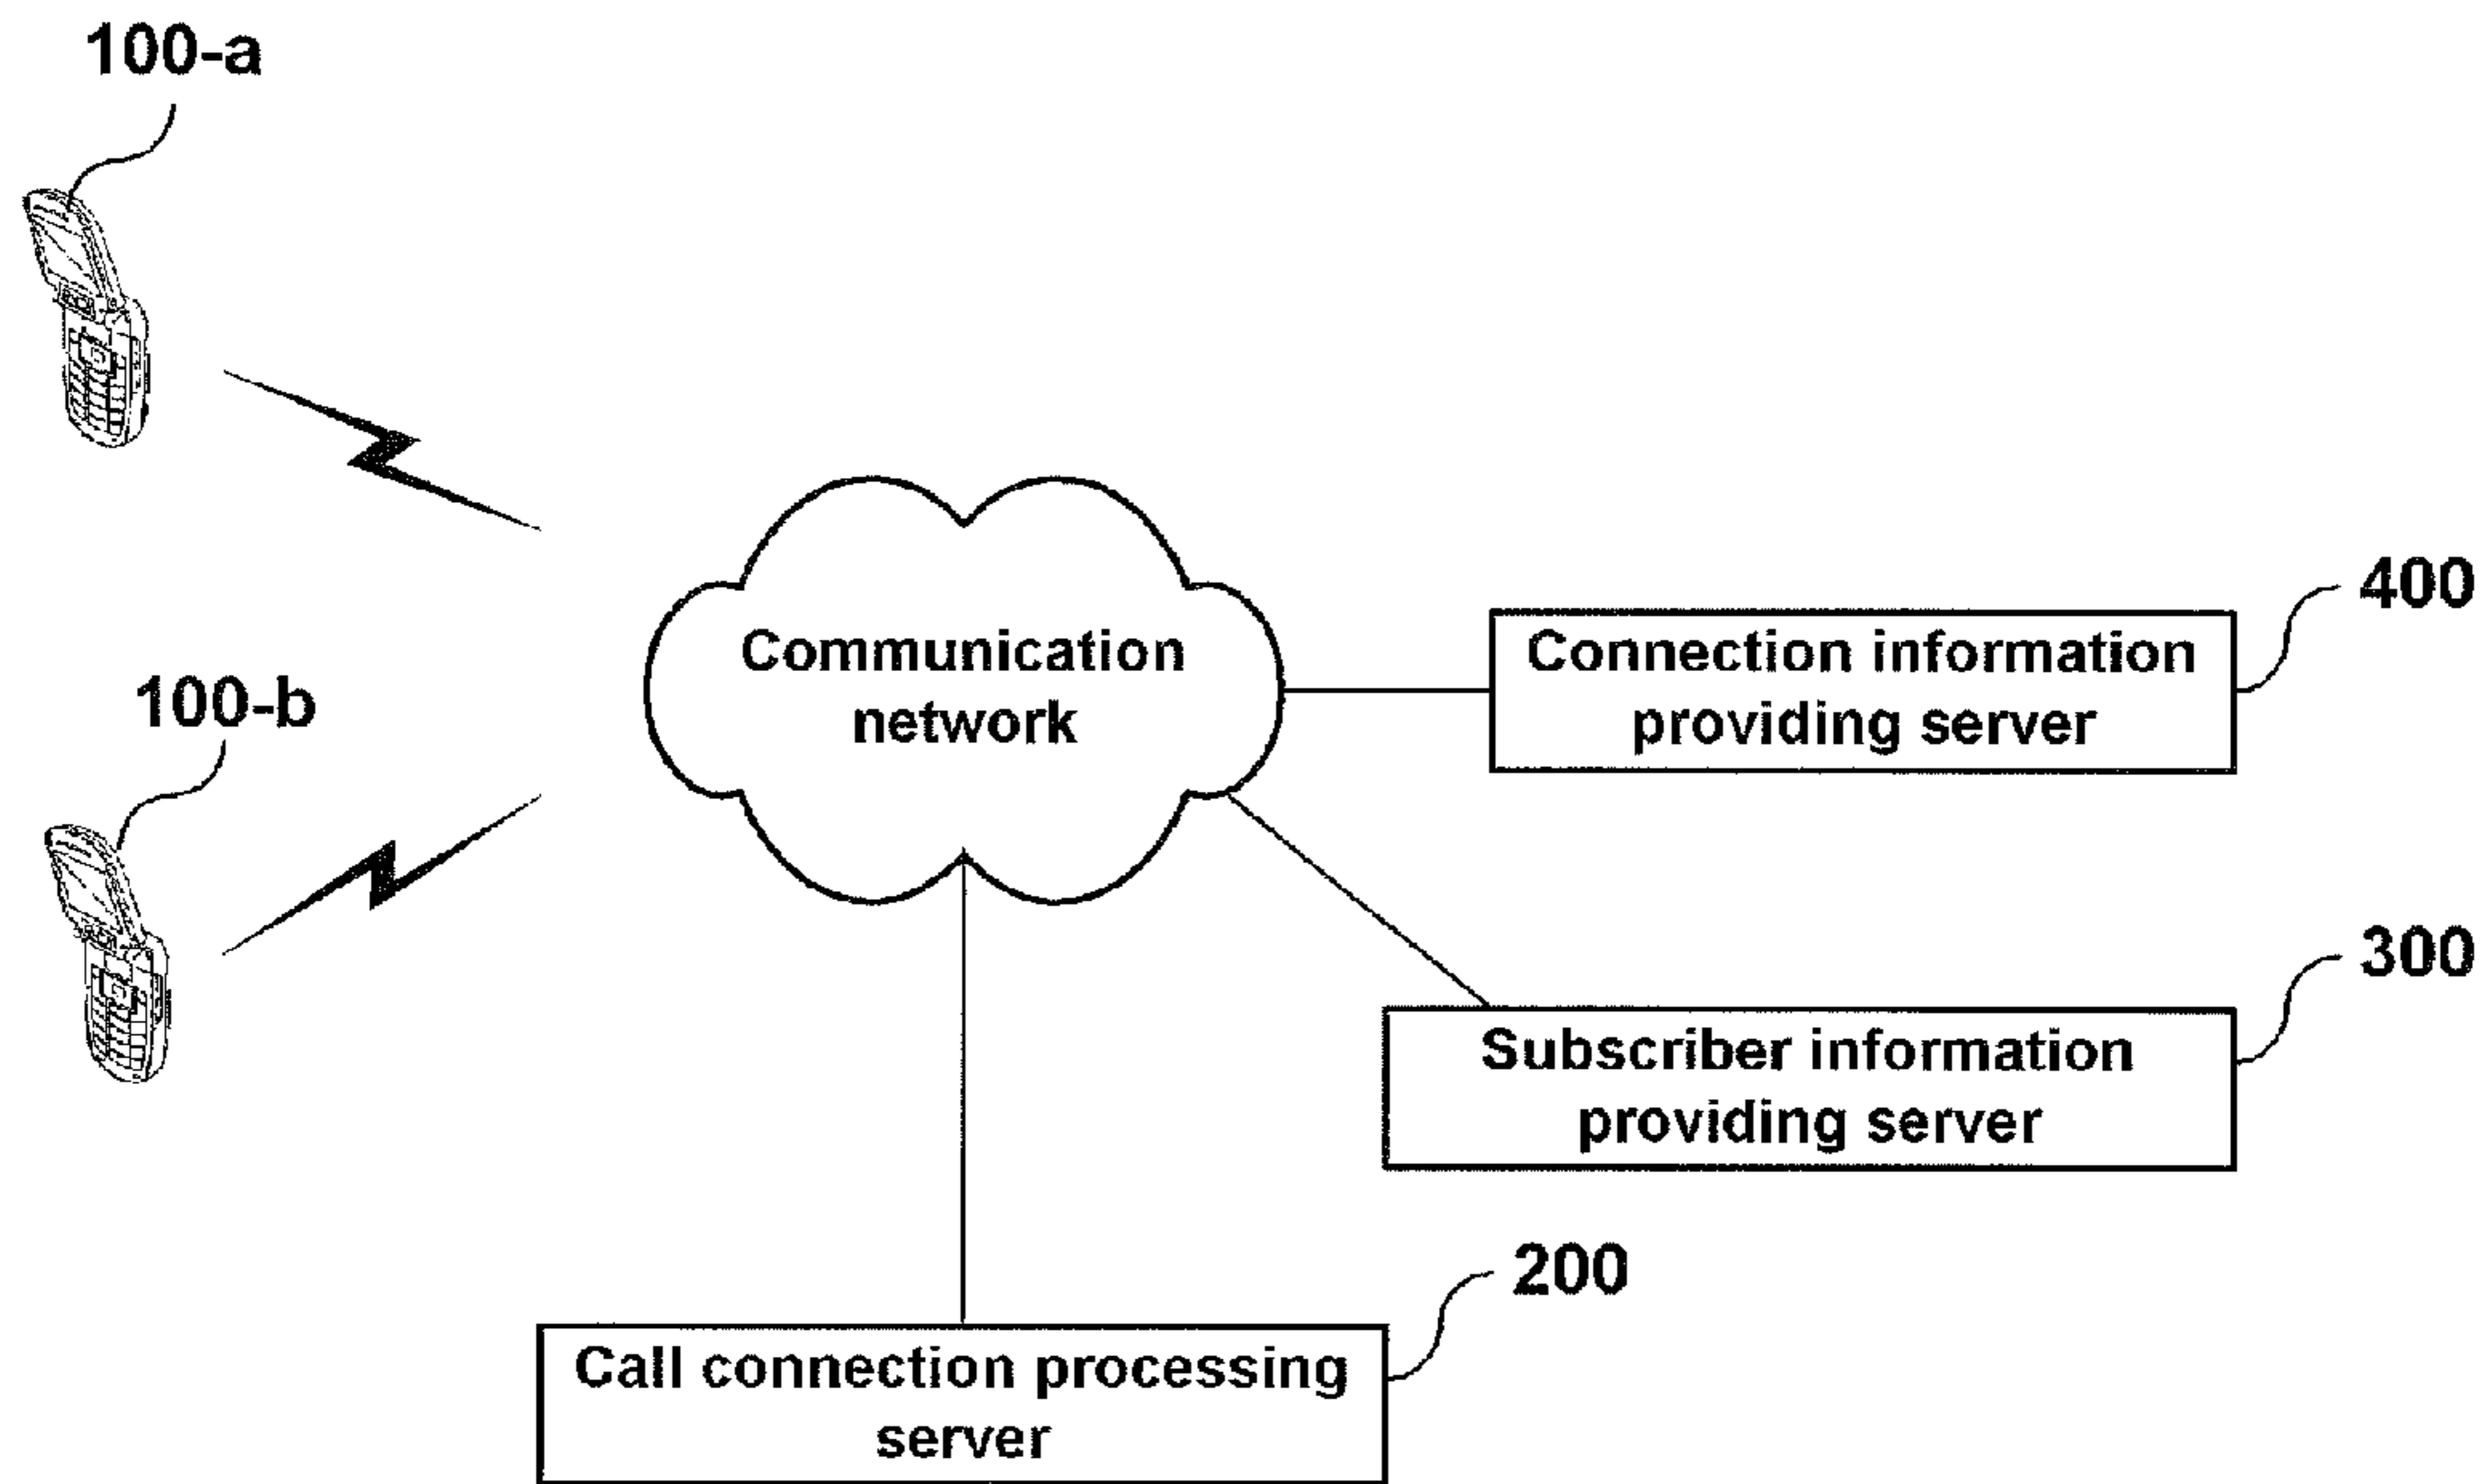 100-a
Communication
network
400
Connection information
providing server
100-b
300
Subscriber information
providing server
200
Call connection processing
server